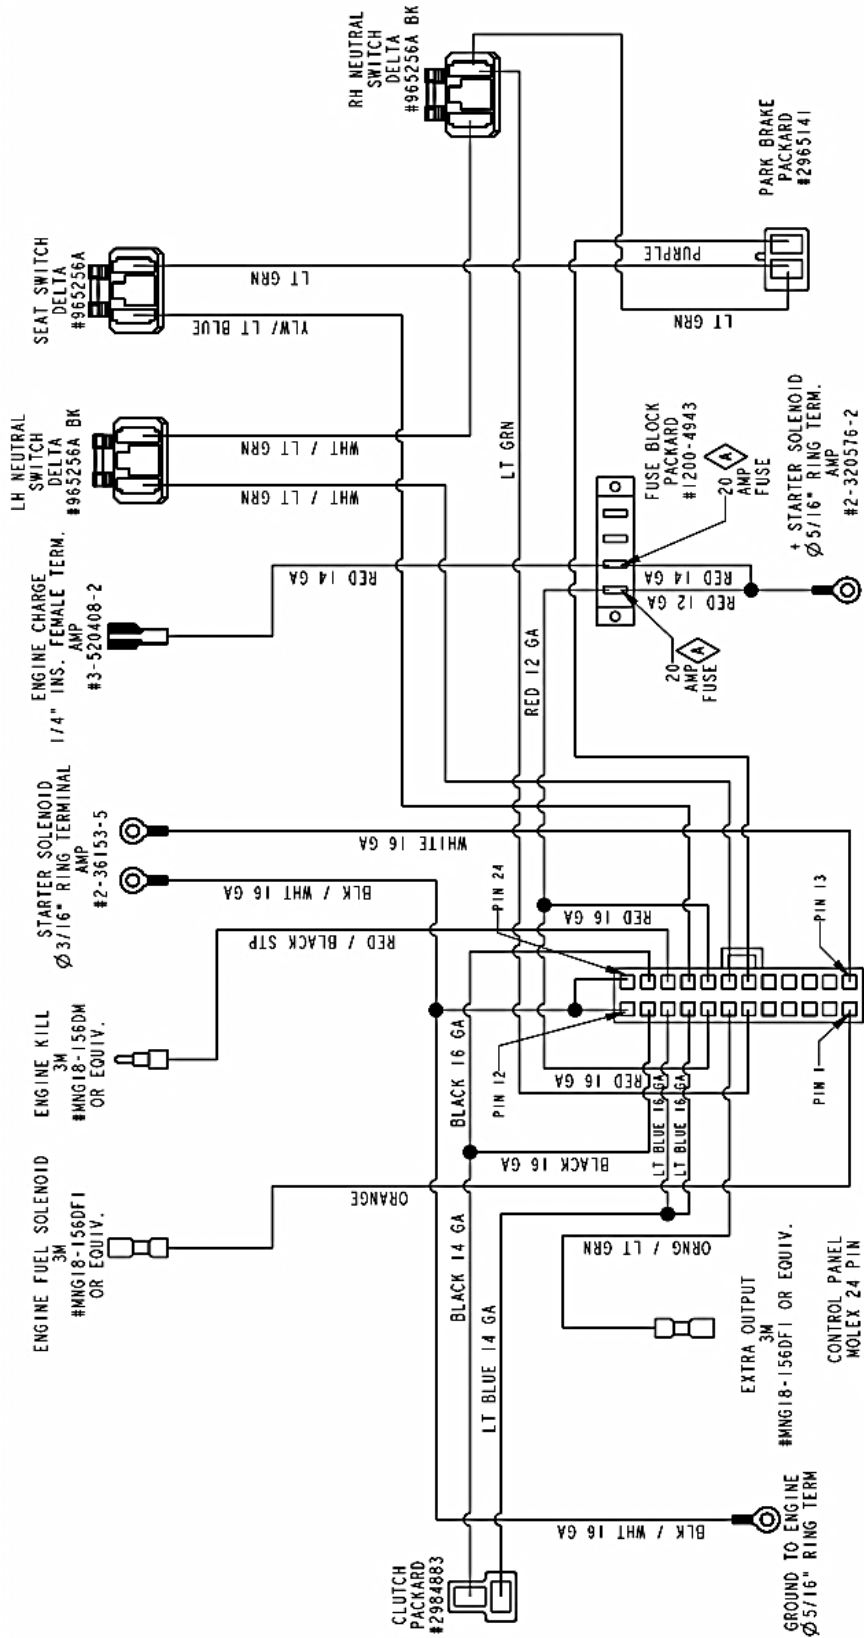 CLUTCH
PACKARD
#2984883
ENGINE FUEL SOLENOID
3M
#MNG18-156DFI
OR EQUIV.
ENGINE KILL
3M
#MNG18-156DM
OR EQUIV.
STARTER SOLENOID
Ø3/16" RING TERMINAL
AMP
#2-36153-5
ENGINE CHARGE
1/4" INS. FEMALE TERM.
AMP
#3-520408-2
LH NEUTRAL
SWITCH
DELTA
#965256A BK
SEAT SWITCH
DELTA
#965256A
RH NEUTRAL
SWITCH
DELTA
#965256A BK
ORANGE
RED / BLACK STP
BLK / WHT 16 GA
WHITE 16 GA
RED 14 GA
WHT / LT GRN
WHT / LT GRN
YLW/ LT BLUE
LT GRN
BLACK 14 GA
BLACK 16 GA
LT BLUE 14 GA
BLACK 16 GA
LT GRN
RED 12 GA
PIN 12
PIN 24
RED 16 GA
RED 16 GA
LT BLUE 16 GA
LT BLUE 16 GA
ORNG / LT GRN
BLK / WHT 16 GA
PURPLE
LT GRN
RED 12 GA
RED 14 GA
20
AMP
FUSE
A
20
AMP
FUSE
A
FUSE BLOCK
PACKARD
#1200-4943
PARK BRAKE
PACKARD
#2965141
PIN 1
PIN 13
GROUND TO ENGINE
Ø5/16" RING TERM
EXTRA OUTPUT
3M
#MNG18-156DFI OR EQUIV.
CONTROL PANEL
MOLEX 24 PIN
+ STARTER SOLENOID
Ø5/16" RING TERM.
AMP
#2-320576-2